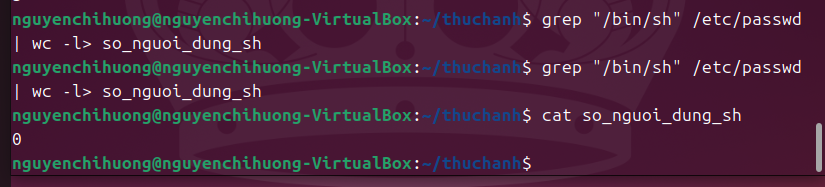 nguyenchihuong@nguyenchihuong-VirtualBox:~/thuchanh$ grep "/bin/sh" /etc/passwd
| wc -l> so_nguoi_dung_sh
nguyenchihuong@nguyenchihuong-VirtualBox:~/thuchanh$ grep "/bin/sh" /etc/passwd
| wc -l> so_nguoi_dung_sh
nguyenchihuong@nguyenchihuong-VirtualBox:~/thuchanh$ cat so_nguoi_dung_sh
0
nguyenchihuong@nguyenchihuong-VirtualBox:~/thuchanh$